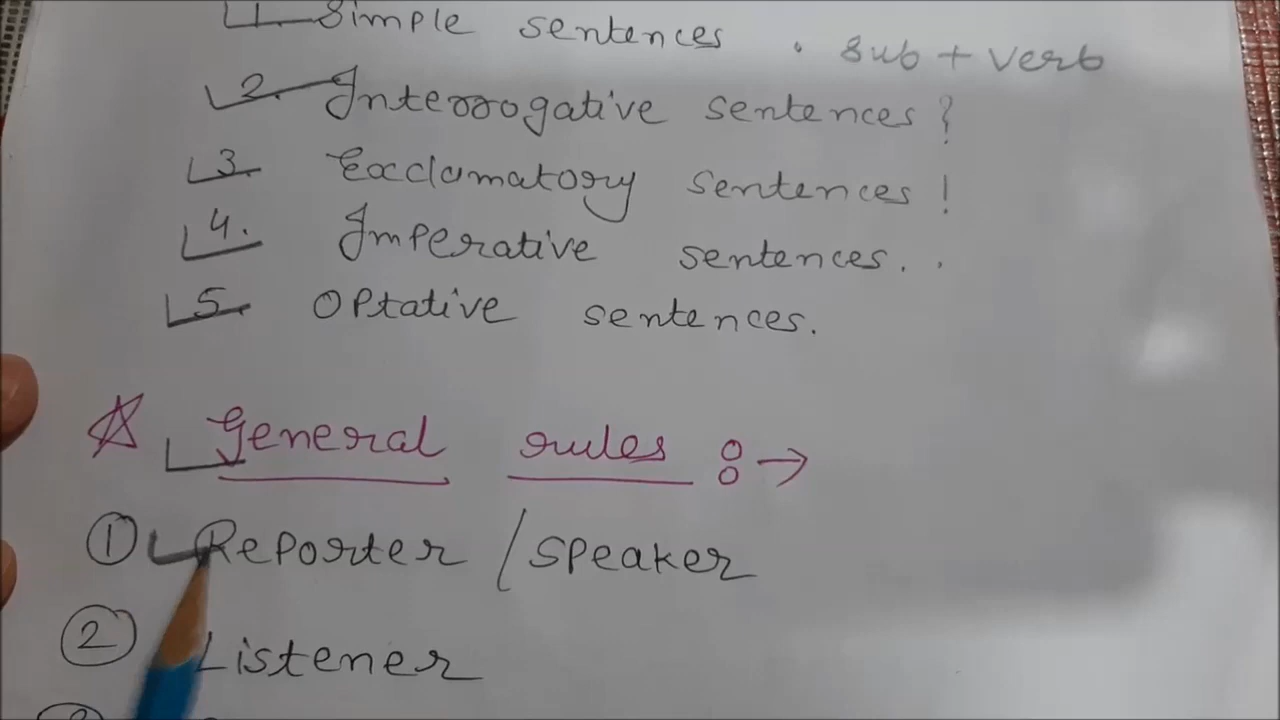 1. Simple sentences . sub + verb
2. Interrogative sentences?
3. Exclamatory sentences!
4. Imperative sentences. .
5. Optative sentences.
☆ General rules :→
① Reporter / speaker
② Listener